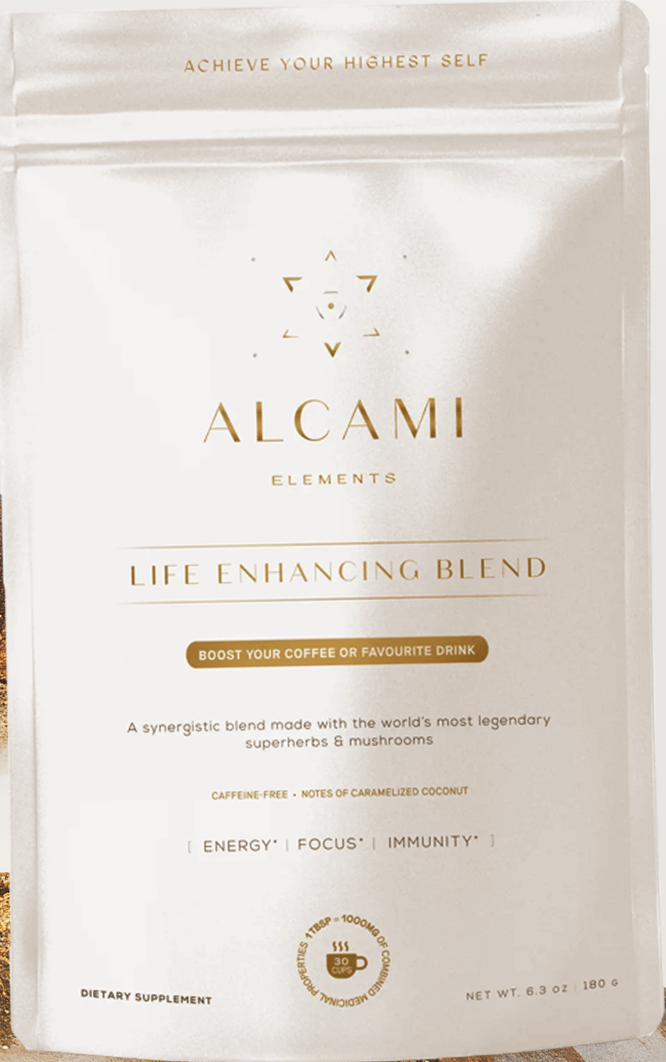 ACHIEVE YOUR HIGHEST SELF
ALCAMI
ELEMENTS
LIFE ENHANCING BLEND
BOOST YOUR COFFEE OR FAVOURITE DRINK
A synergistic blend made with the world's most legendary
superherbs & mushrooms
CAFFEINE-FREE • NOTES OF CARAMELIZED COCONUT
[ ENERGY* | FOCUS* | IMMUNITY* ]
1 TBSP = 1000MG OF COMBINED MEDICINAL PROPERTIES
30
CUPS
DIETARY SUPPLEMENT
NET WT. 6.3 oz | 180 G